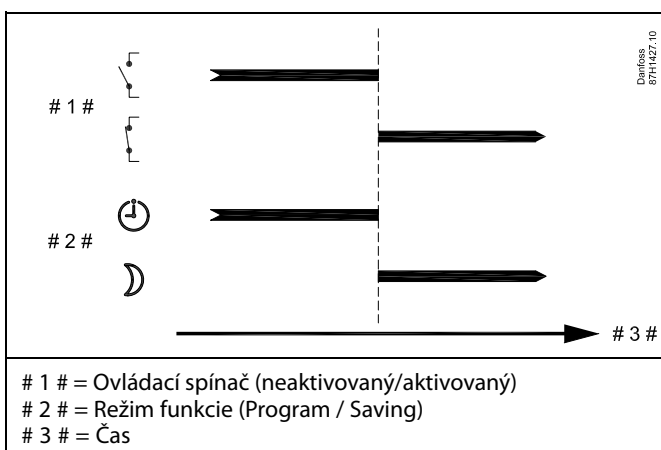 Danfoss
87H1427.10
# 1 #
# 2 #
# 3 #
# 1 # = Ovládací spínač (neaktivovaný/aktivovaný)
# 2 # = Režim funkcie (Program / Saving)
# 3 # = Čas